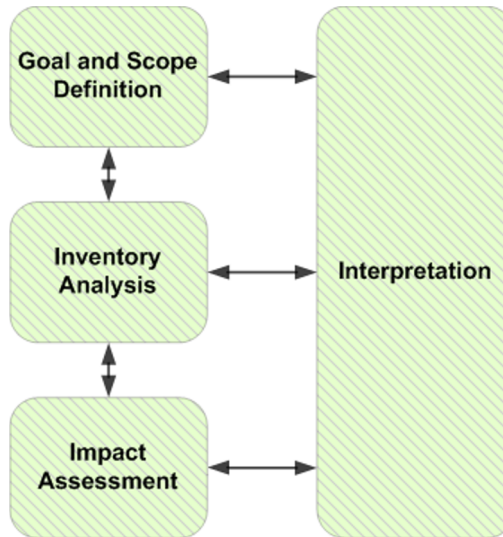 Goal and Scope
Definition
Inventory
Analysis
Interpretation
Impact
Assessment